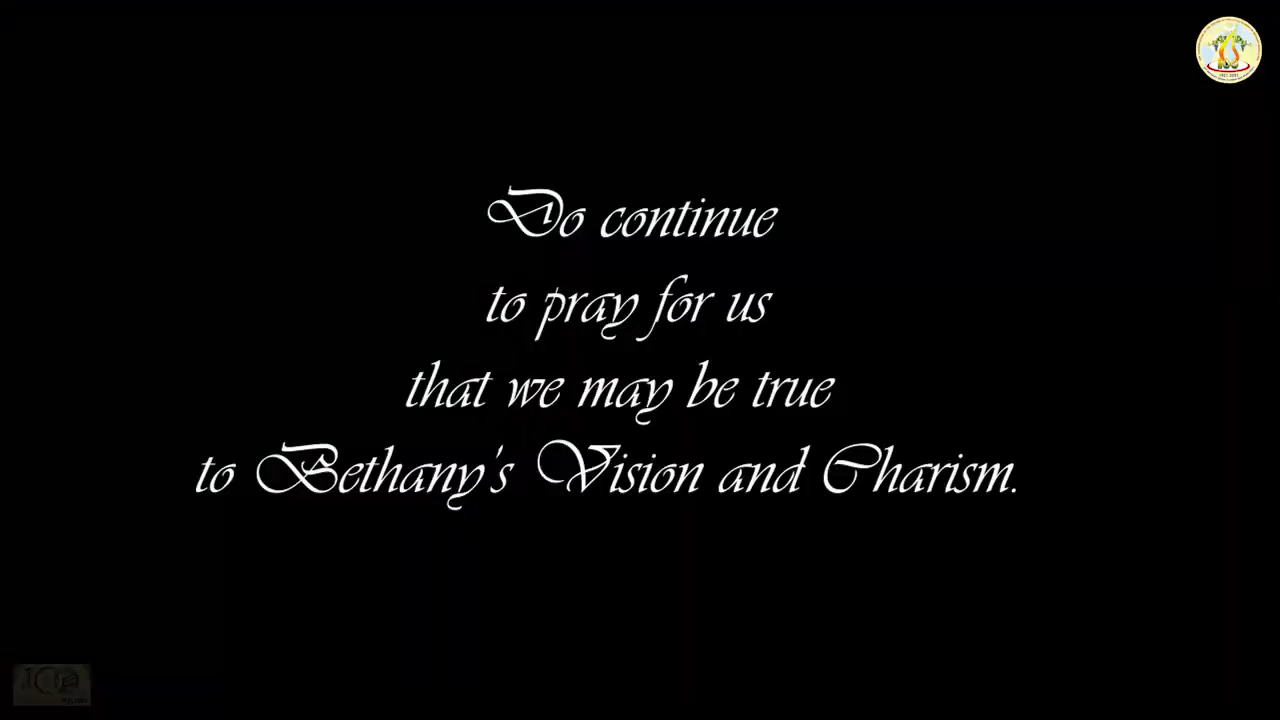 Do continue
to pray for us
that we may be true
to Bethany's Vision and Charism.